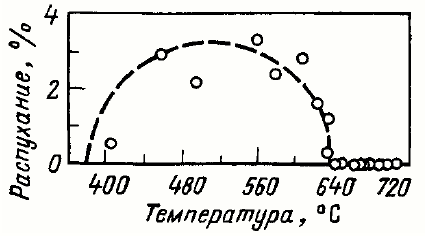 Распухание, %
4
2
0
400 480 560 640 720
Температура, °C